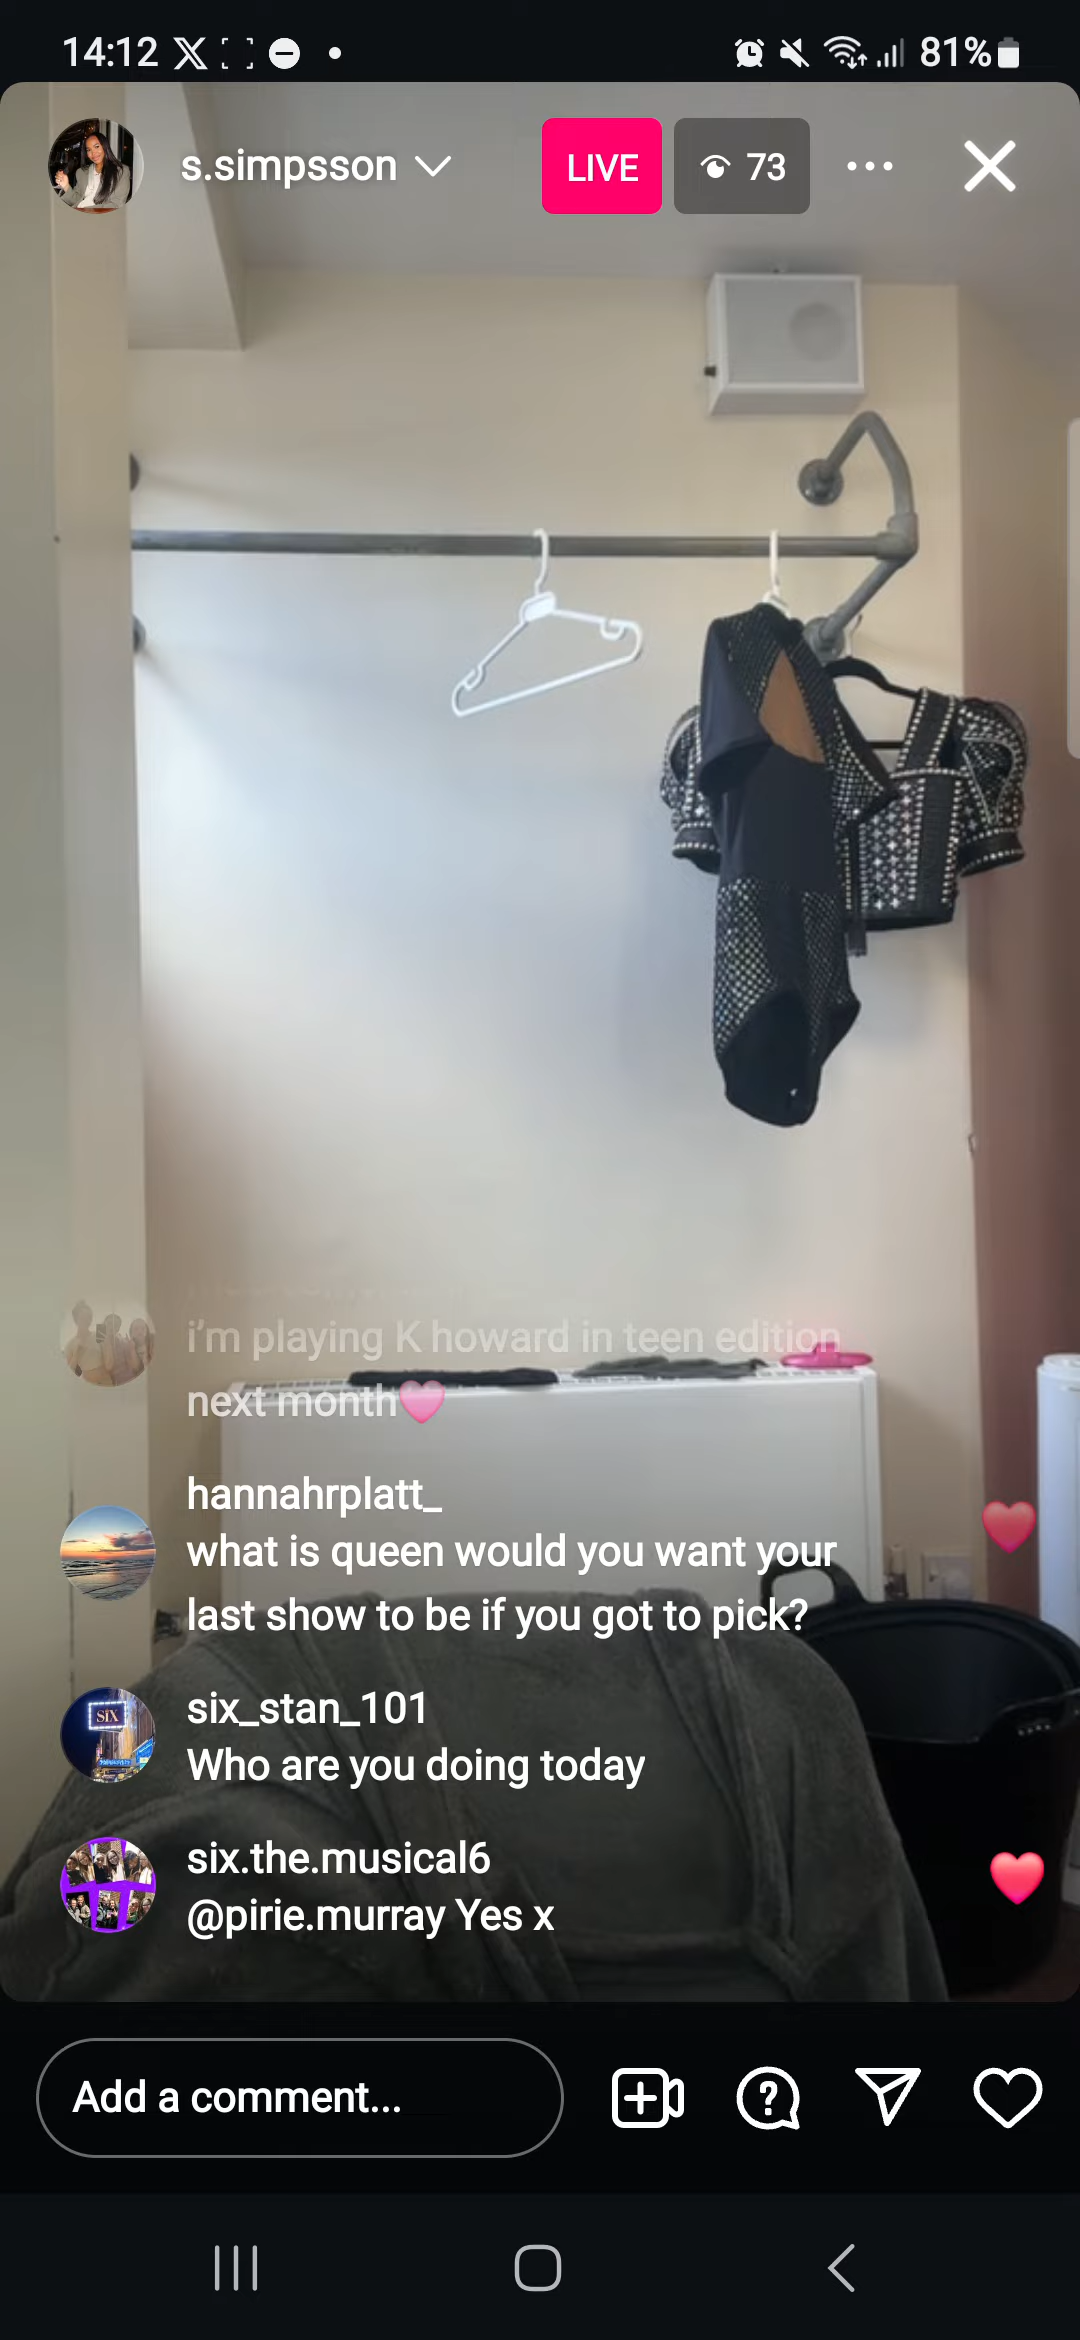 14:12 81%
s.simpsson LIVE 73
i'm playing K howard in teen edition
next month🩷
hannahrplatt_
what is queen would you want your
last show to be if you got to pick?
six_stan_101
SIX
Who are you doing today
six.the.musical6
@pirie.murray Yes x
Add a comment...